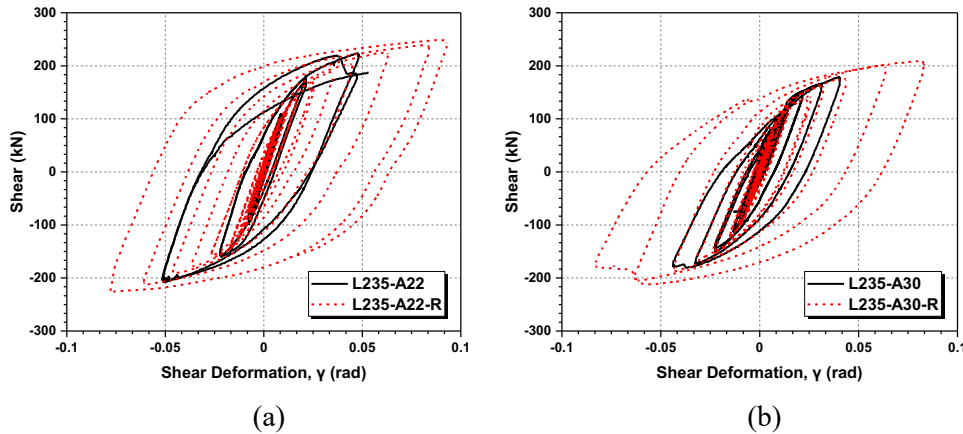 300
200
100
0
-100
-200
-300
-0.1
-0.05
0
0.05
0.1
Shear (kN)
Shear Deformation, γ (rad)
L235-A22
L235-A22-R
(a)
300
200
100
0
-100
-200
-300
-0.1
-0.05
0
0.05
0.1
Shear (kN)
Shear Deformation, γ (rad)
L235-A30
L235-A30-R
(b)